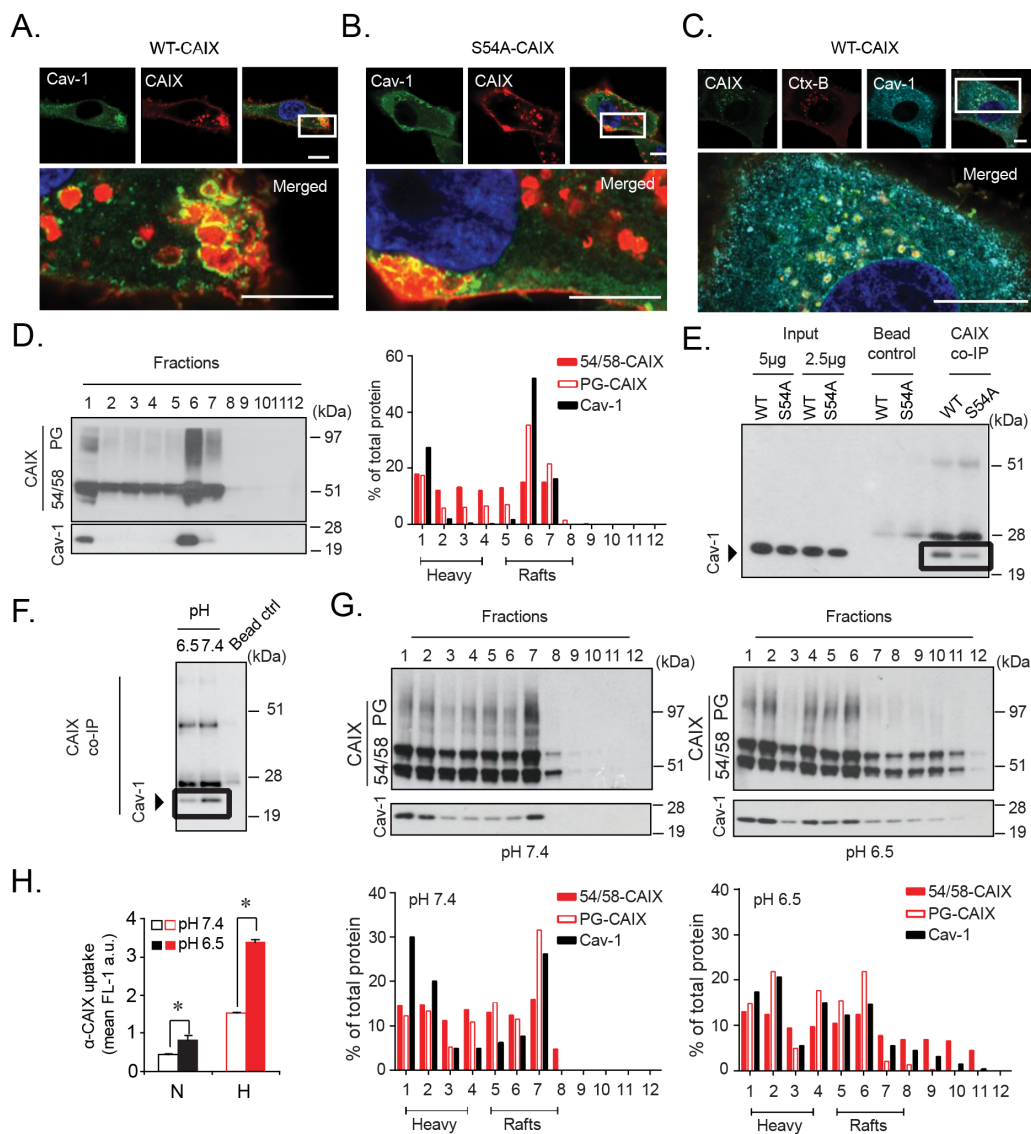 A.
WT-CAIX
Cav-1
CAIX
Merged
B.
S54A-CAIX
Cav-1
CAIX
Merged
C.
WT-CAIX
CAIX
Ctx-B
Cav-1
Merged
D.
Fractions
1 2 3 4 5 6 7 8 9 10 11 12
(kDa)
CAIX
PG
54/58
Cav-1
97
51
28
19
% of total protein
60
40
20
0
54/58-CAIX
PG-CAIX
Cav-1
1 2 3 4 5 6 7 8 9 10 11 12
Heavy
Rafts
E.
Input
Bead control
CAIX co-IP
5µg
2.5µg
WT S54A WT S54A WT S54A WT S54A
(kDa)
51
28
19
Cav-1
F.
pH
6.5 7.4 Bead ctrl
(kDa)
CAIX co-IP
Cav-1
51
28
19
G.
Fractions
1 2 3 4 5 6 7 8 9 10 11 12
(kDa)
CAIX
PG
54/58
Cav-1
97
51
28
19
pH 7.4
Fractions
1 2 3 4 5 6 7 8 9 10 11 12
(kDa)
CAIX
PG
54/58
Cav-1
97
51
28
19
pH 6.5
H.
α-CAIX uptake
(mean FL-1 a.u.)
4
3
2
1
0
pH 7.4
pH 6.5
*
*
N
H
% of total protein
40
30
20
10
0
pH 7.4
54/58-CAIX
PG-CAIX
Cav-1
1 2 3 4 5 6 7 8 9 10 11 12
Heavy
Rafts
% of total protein
40
30
20
10
0
pH 6.5
54/58-CAIX
PG-CAIX
Cav-1
1 2 3 4 5 6 7 8 9 10 11 12
Heavy
Rafts